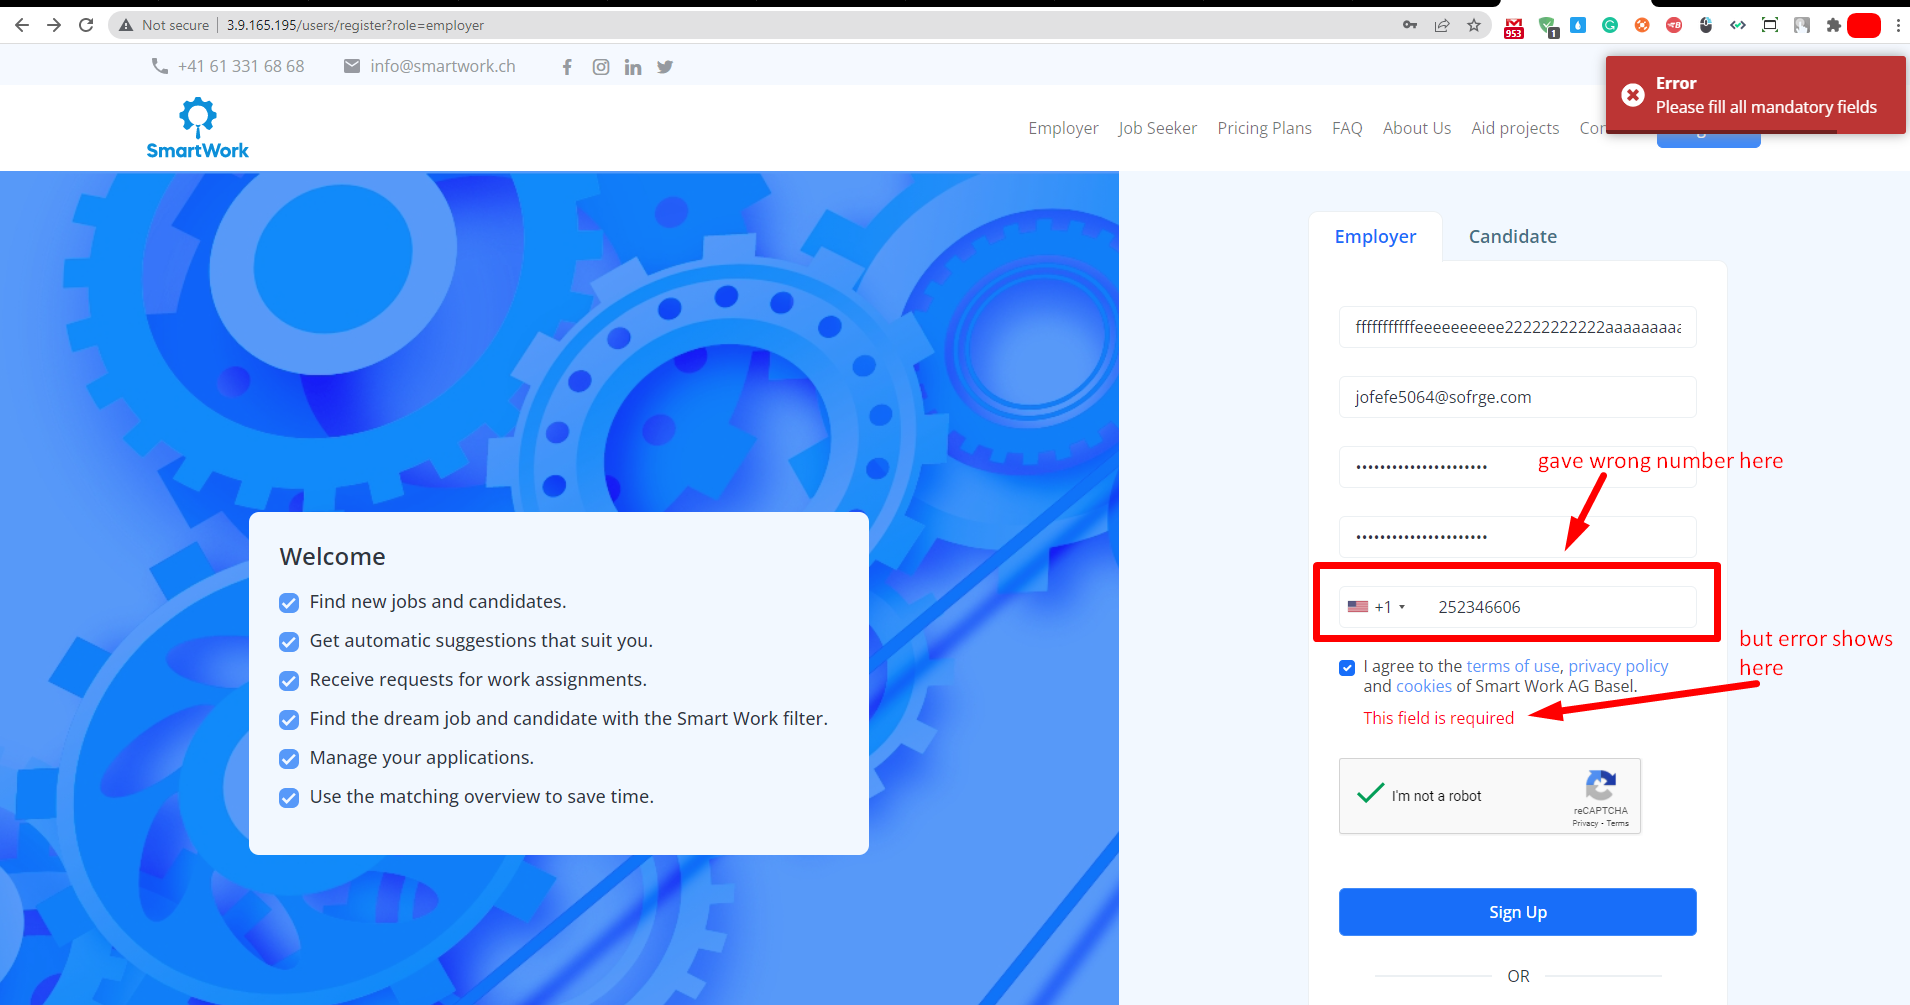 Not secure
3.9.165.195/users/register?role=employer
953
1
+41 61 331 68 68
info@smartwork.ch
Error
Please fill all mandatory fields
SmartWork
Employer
Job Seeker
Pricing Plans
FAQ
About Us
Aid projects
Employer
Candidate
fffffffffffeeeeeeeeee22222222222aaaaaaaaa
jofefe5064@sofrge.com
gave wrong number here
+1
252346606
but error shows
here
I agree to the terms of use, privacy policy
and cookies of Smart Work AG Basel.
This field is required
I'm not a robot
reCAPTCHA
Privacy - Terms
Sign Up
OR
Welcome
Find new jobs and candidates.
Get automatic suggestions that suit you.
Receive requests for work assignments.
Find the dream job and candidate with the Smart Work filter.
Manage your applications.
Use the matching overview to save time.